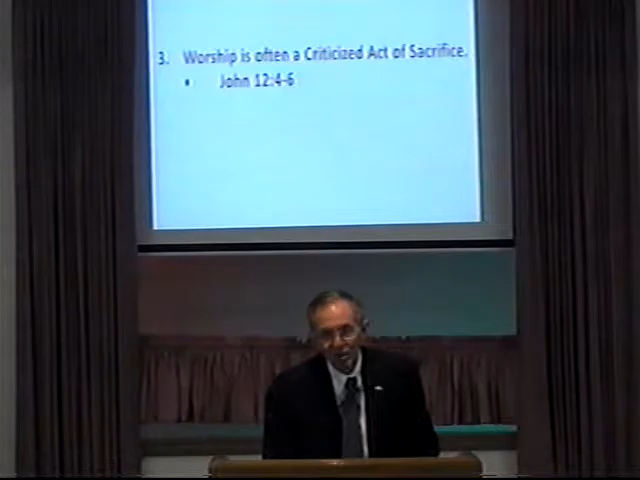 3. Worship is often a Criticized Act of Sacrifice.
• John 12:4-6